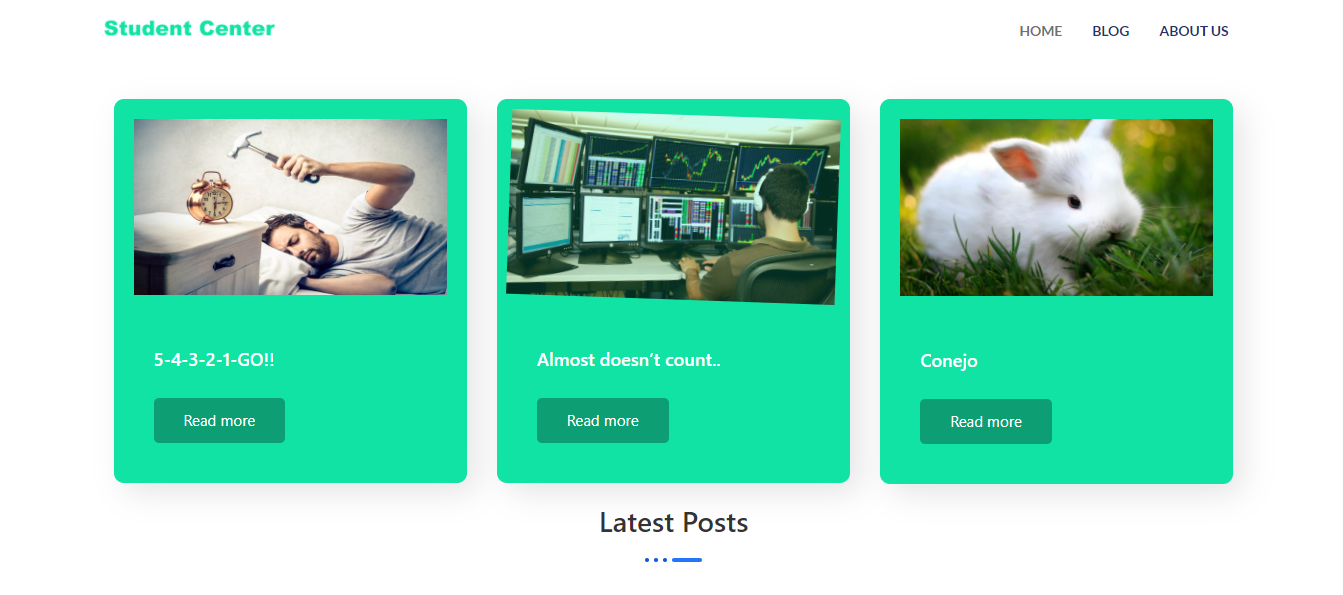 Student Center
HOME BLOG ABOUT US
5-4-3-2-1-GO!!
Almost doesn't count..
Conejo
Read more
Read more
Read more
Latest Posts